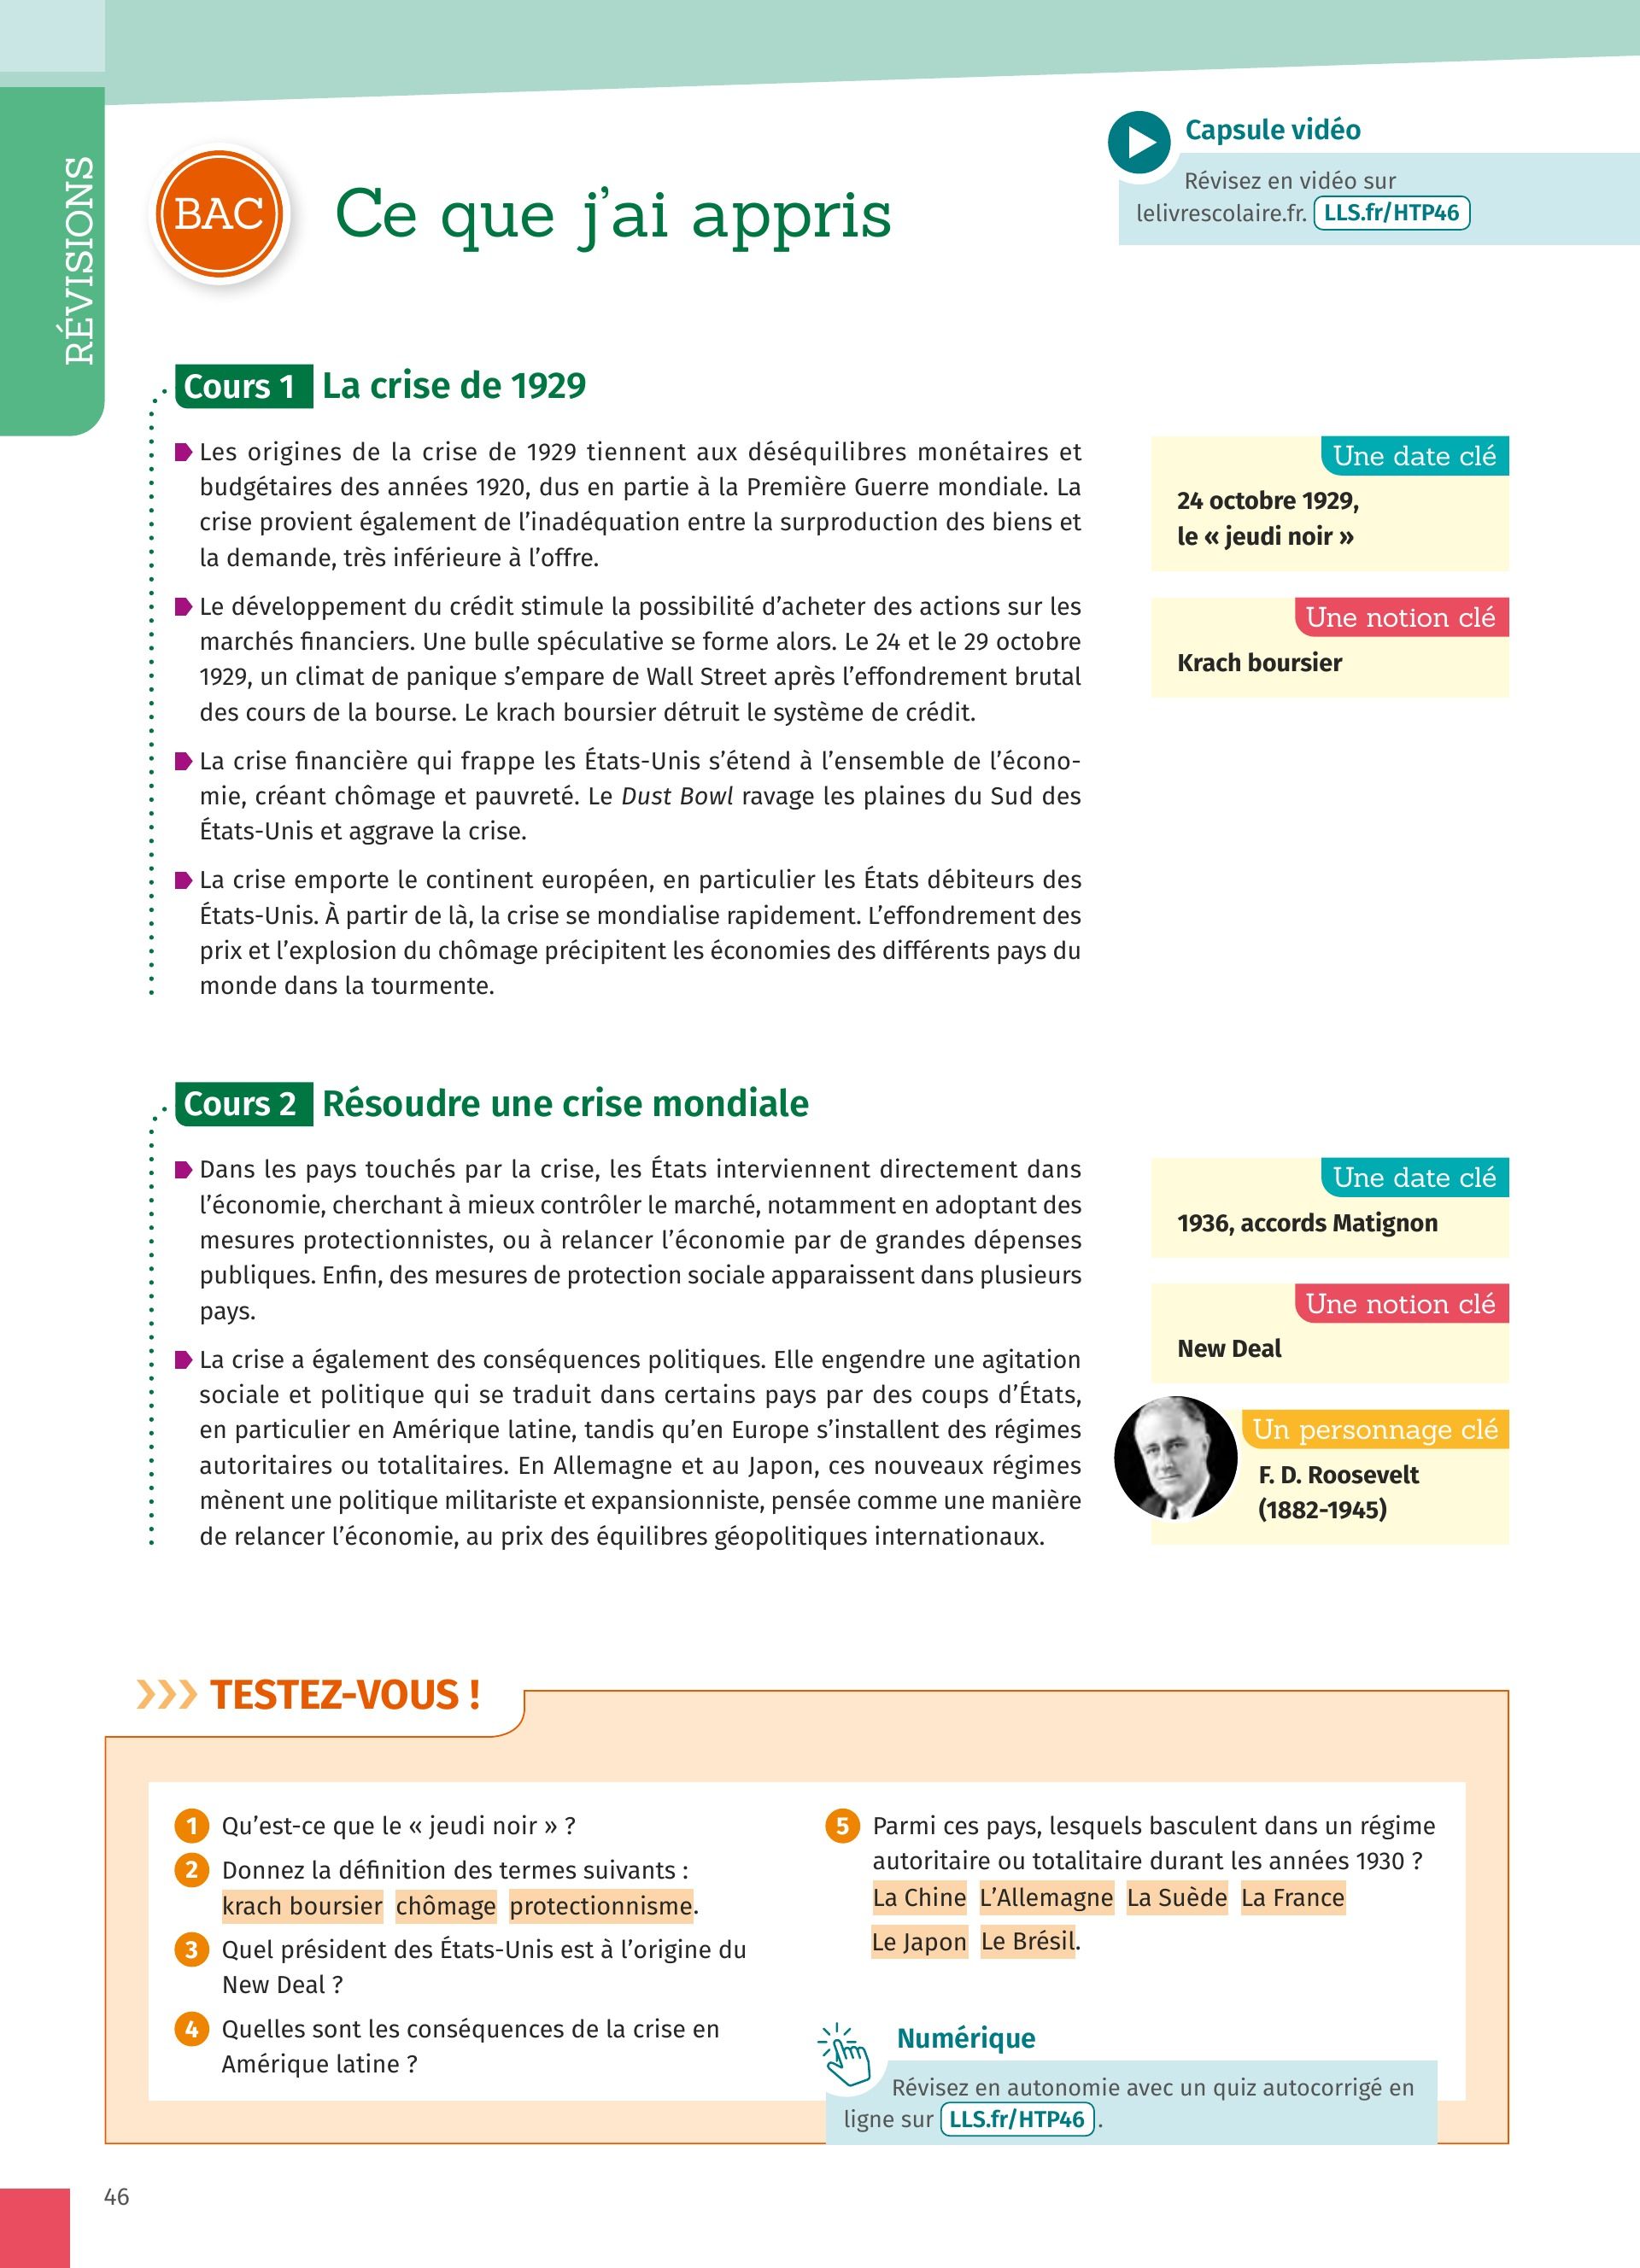 RÉVISIONS
BAC
Ce que j’ai appris
Capsule vidéo
Révisez en vidéo sur
lelivrescolaire.fr. LLS.fr/HTP46
Cours 1 La crise de 1929
Les origines de la crise de 1929 tiennent aux déséquilibres monétaires et
budgétaires des années 1920, dus en partie à la Première Guerre mondiale. La
crise provient également de l’inadéquation entre la surproduction des biens et
la demande, très inférieure à l’offre.
Le développement du crédit stimule la possibilité d’acheter des actions sur les
marchés financiers. Une bulle spéculative se forme alors. Le 24 et le 29 octobre
1929, un climat de panique s’empare de Wall Street après l’effondrement brutal
des cours de la bourse. Le krach boursier détruit le système de crédit.
La crise financière qui frappe les États-Unis s’étend à l’ensemble de l’écono-
mie, créant chômage et pauvreté. Le Dust Bowl ravage les plaines du Sud des
États-Unis et aggrave la crise.
La crise emporte le continent européen, en particulier les États débiteurs des
États-Unis. À partir de là, la crise se mondialise rapidement. L’effondrement des
prix et l’explosion du chômage précipitent les économies des différents pays du
monde dans la tourmente.
Une date clé
24 octobre 1929,
le « jeudi noir »
Une notion clé
Krach boursier
Cours 2 Résoudre une crise mondiale
Dans les pays touchés par la crise, les États interviennent directement dans
l’économie, cherchant à mieux contrôler le marché, notamment en adoptant des
mesures protectionnistes, ou à relancer l’économie par de grandes dépenses
publiques. Enfin, des mesures de protection sociale apparaissent dans plusieurs
pays.
La crise a également des conséquences politiques. Elle engendre une agitation
sociale et politique qui se traduit dans certains pays par des coups d’États,
en particulier en Amérique latine, tandis qu’en Europe s’installent des régimes
autoritaires ou totalitaires. En Allemagne et au Japon, ces nouveaux régimes
mènent une politique militariste et expansionniste, pensée comme une manière
de relancer l’économie, au prix des équilibres géopolitiques internationaux.
Une date clé
1936, accords Matignon
Une notion clé
New Deal
Un personnage clé
F. D. Roosevelt
(1882-1945)
TESTEZ-VOUS !
1 Qu’est-ce que le « jeudi noir » ?
2 Donnez la définition des termes suivants :
krach boursier chômage protectionnisme.
3 Quel président des États-Unis est à l’origine du
New Deal ?
4 Quelles sont les conséquences de la crise en
Amérique latine ?
5 Parmi ces pays, lesquels basculent dans un régime
autoritaire ou totalitaire durant les années 1930 ?
La Chine L’Allemagne La Suède La France
Le Japon Le Brésil.
Numérique
Révisez en autonomie avec un quiz autocorrigé en
ligne sur LLS.fr/HTP46 .
46